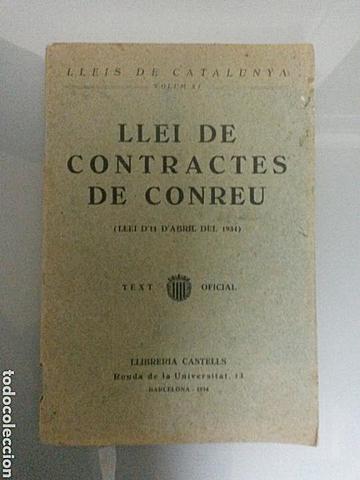 LLEIS DE CATALUNYA
VOLUM XI
LLEI DE
CONTRACTES
DE CONREU
(LLEI D'11 D'ABRIL DEL 1934)
TEXT OFICIAL
LLIBRERIA CASTELLS
Ronda de la Universitat, 13
BARCELONA - 1934
todocoleccion